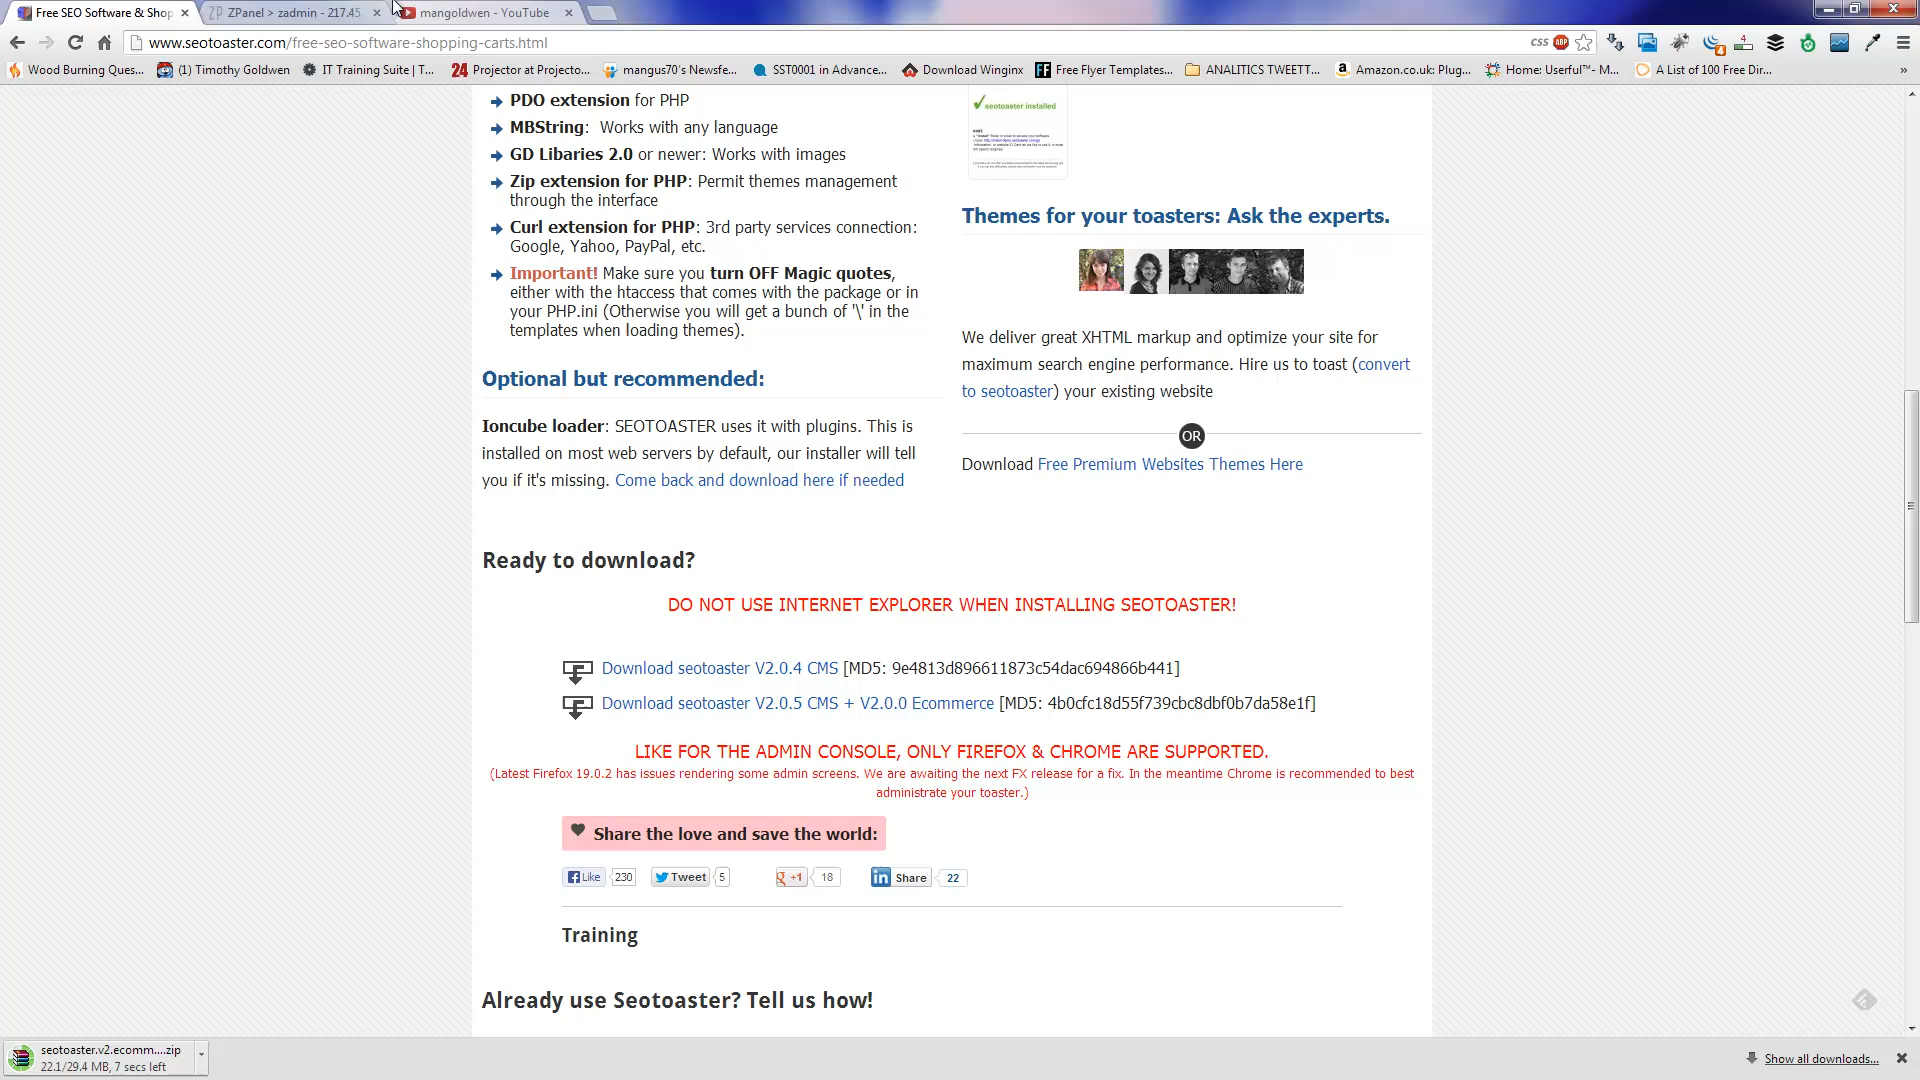 Free SEO Software & Shop
ZPanel > zadmin - 217.45
mangoldwen - YouTube
www.seotoaster.com/free-seo-software-shopping-carts.html
CSS
ABP
4
Wood Burning Ques...
(1) Timothy Goldwen
IT Training Suite | T...
24 Projector at Projecto...
mangus70's Newsfe...
SST0001 in Advance...
Download Winginx
FF Free Flyer Templates...
ANALITICS TWEETT...
Amazon.co.uk: Plug...
Home: Userful™- M...
A List of 100 Free Dir...
»
PDO extension for PHP
MBString: Works with any language
GD Libaries 2.0 or newer: Works with images
Zip extension for PHP: Permit themes management
through the interface
Curl extension for PHP: 3rd party services connection:
Google, Yahoo, PayPal, etc.
Important! Make sure you turn OFF Magic quotes,
either with the htaccess that comes with the package or in
your PHP.ini (Otherwise you will get a bunch of '\' in the
templates when loading themes).
Optional but recommended:
Ioncube loader: SEOTOASTER uses it with plugins. This is
installed on most web servers by default, our installer will tell
you if it's missing. Come back and download here if needed
seotoaster installed
Themes for your toasters: Ask the experts.
We deliver great XHTML markup and optimize your site for
maximum search engine performance. Hire us to toast (convert
to seotoaster) your existing website
OR
Download Free Premium Websites Themes Here
Ready to download?
DO NOT USE INTERNET EXPLORER WHEN INSTALLING SEOTOASTER!
Download seotoaster V2.0.4 CMS [MD5: 9e4813d896611873c54dac694866b441]
Download seotoaster V2.0.5 CMS + V2.0.0 Ecommerce [MD5: 4b0cfc18d55f739cbc8dbf0b7da58e1f]
LIKE FOR THE ADMIN CONSOLE, ONLY FIREFOX & CHROME ARE SUPPORTED.
(Latest Firefox 19.0.2 has issues rendering some admin screens. We are awaiting the next FX release for a fix. In the meantime Chrome is recommended to best
administrate your toaster.)
Share the love and save the world:
Like 230 Tweet 5 +1 18 Share 22
Training
Already use Seotoaster? Tell us how!
seotoaster.v2.ecomm....zip
22.1/29.4 MB, 7 secs left
Show all downloads...